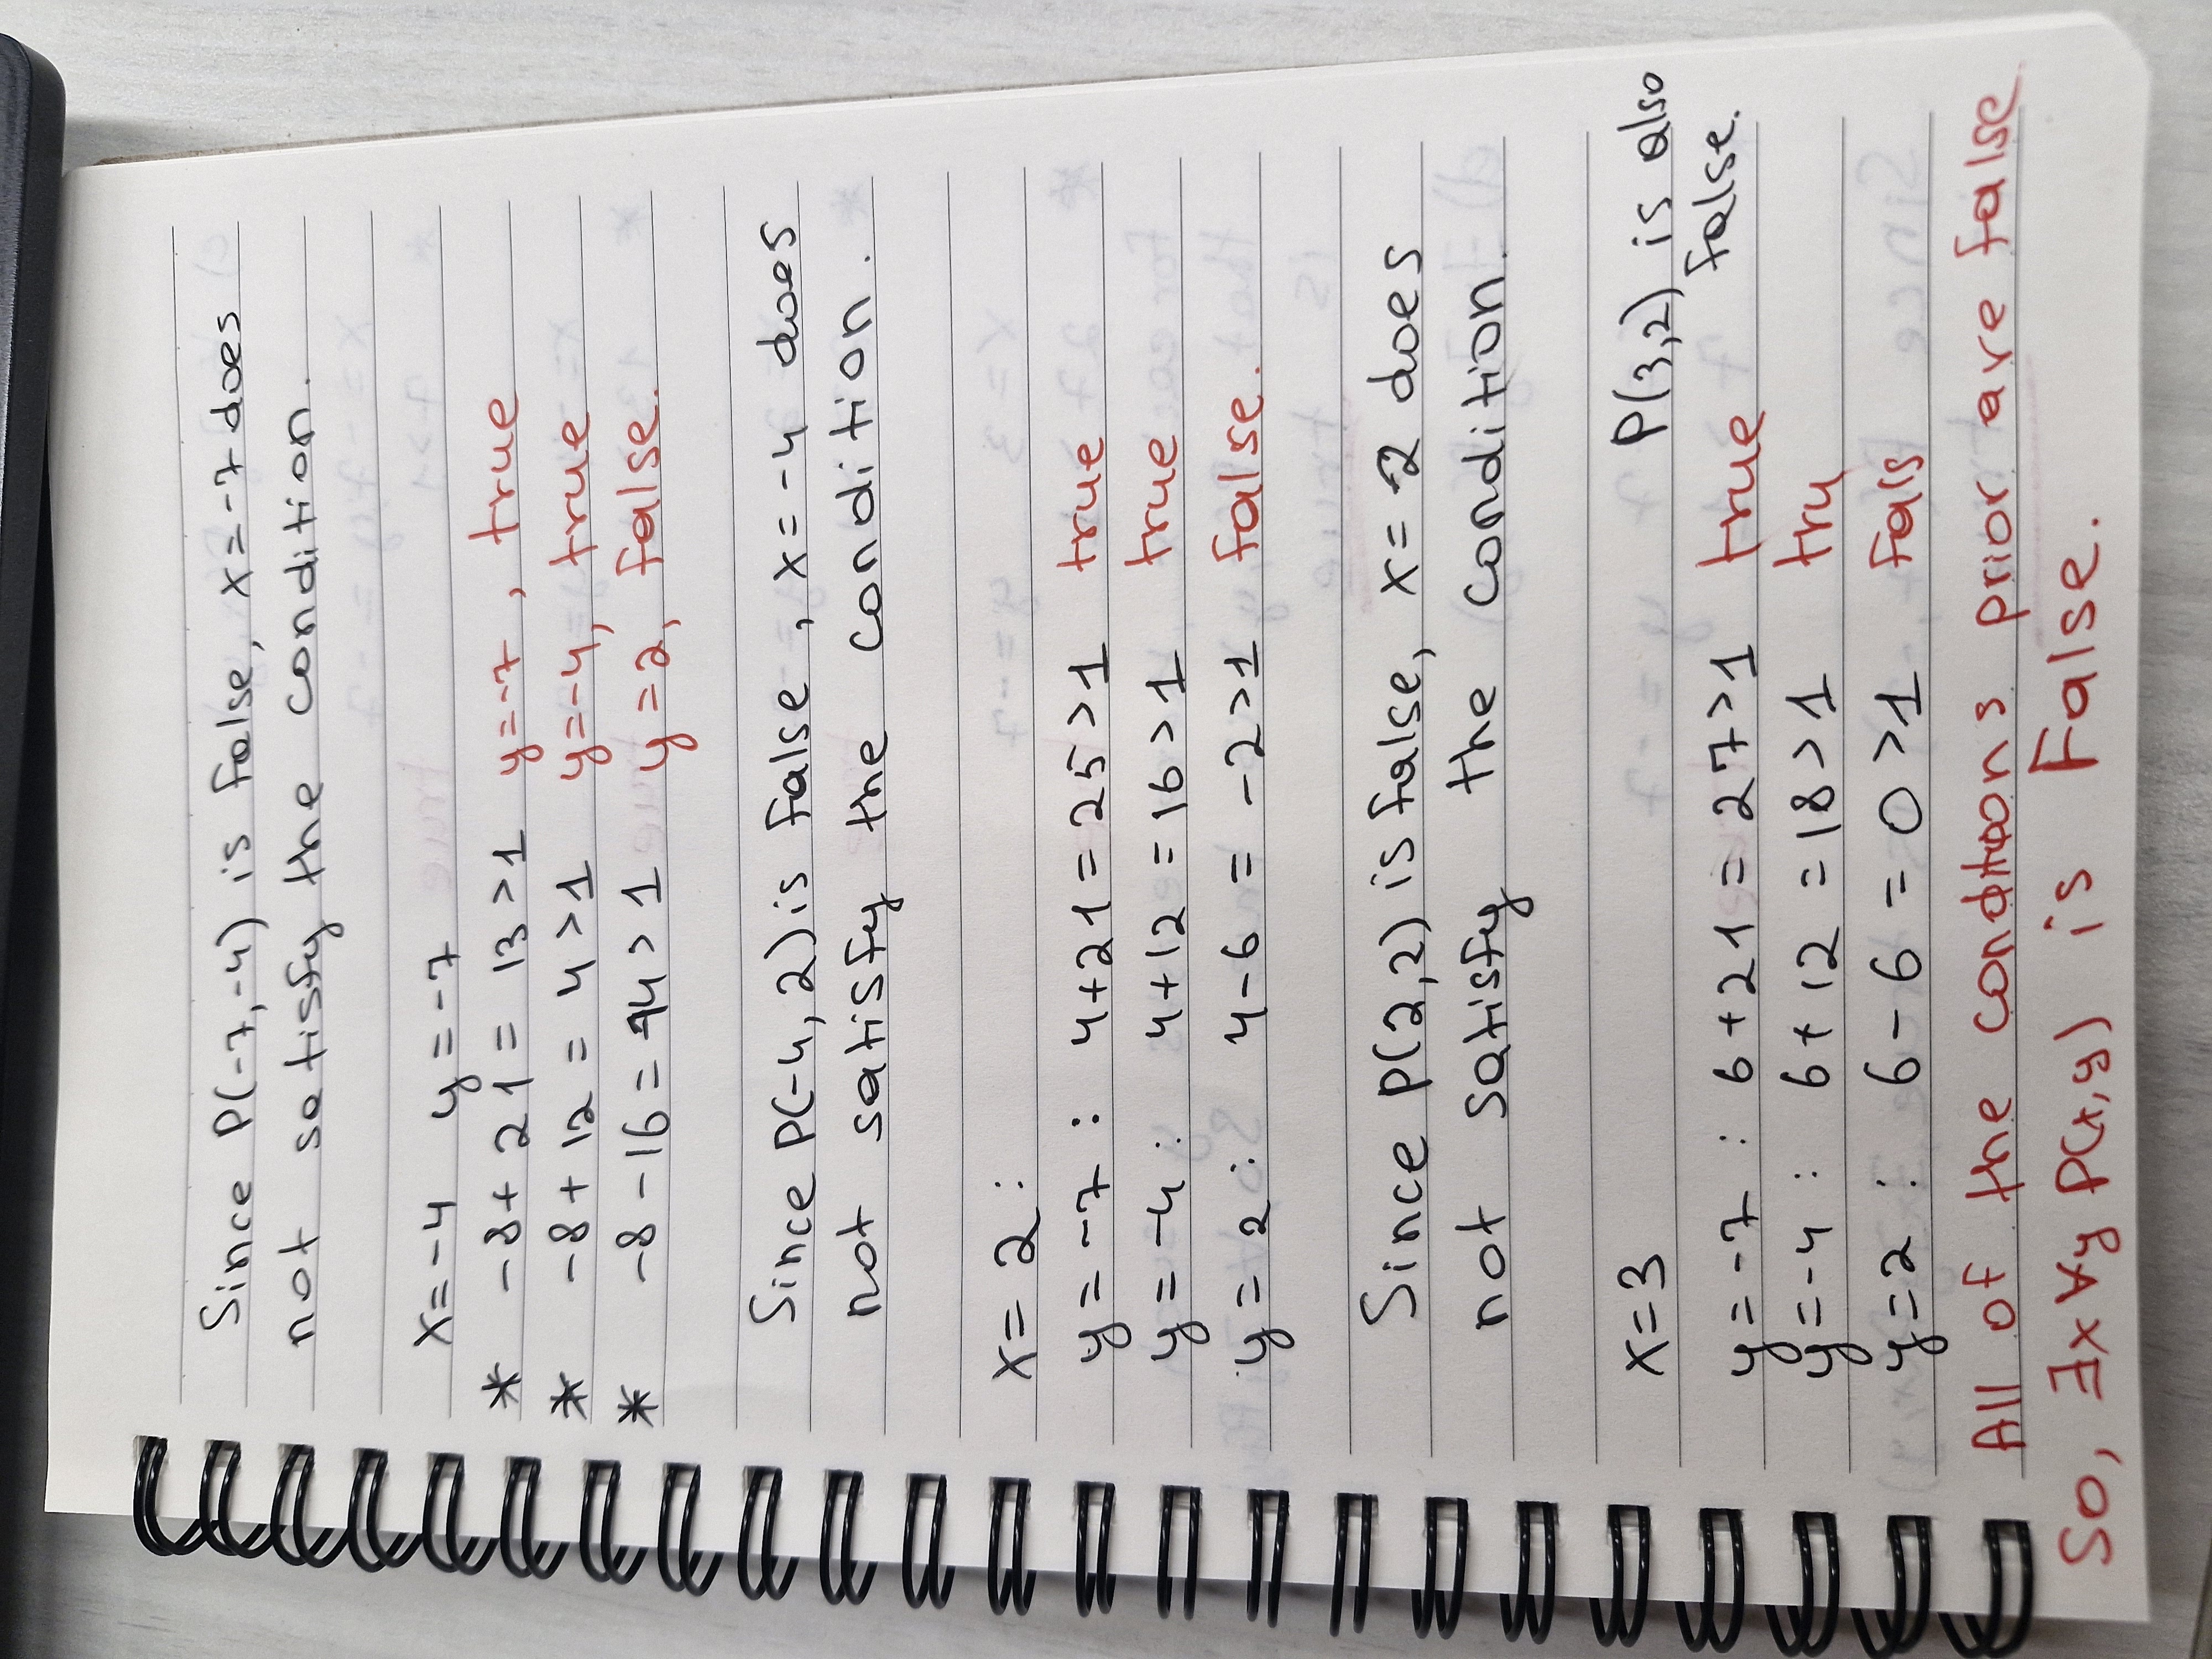 Since P(-7,-4) is false, x=-7 does
not satisfy the condition.
x=-4 y=-7
* -8+21 = 13>1 y=-7, true
* -8+12 = 4>1 y=-4, true
* -8-16 = -14>1 y=2, false.
Since P(-4,2) is false, x=-4 does
not satisfy the condition.
x= 2:
y=-7: 4+21=25>1 true
y=-4: 4+12=16>1 true
y=2: 4-6 = -2>1 false.
Since P(2,2) is false, x= 2 does
not satisfy the condition.
x=3 P(3,2) is also
false.
y=-7: 6+21=27>1 true
y=-4: 6+12=18>1 tru
y=2: 6-6=0>1 Fals
All of the conditions prior are false
So, ∃x∀y P(x,y) is False.